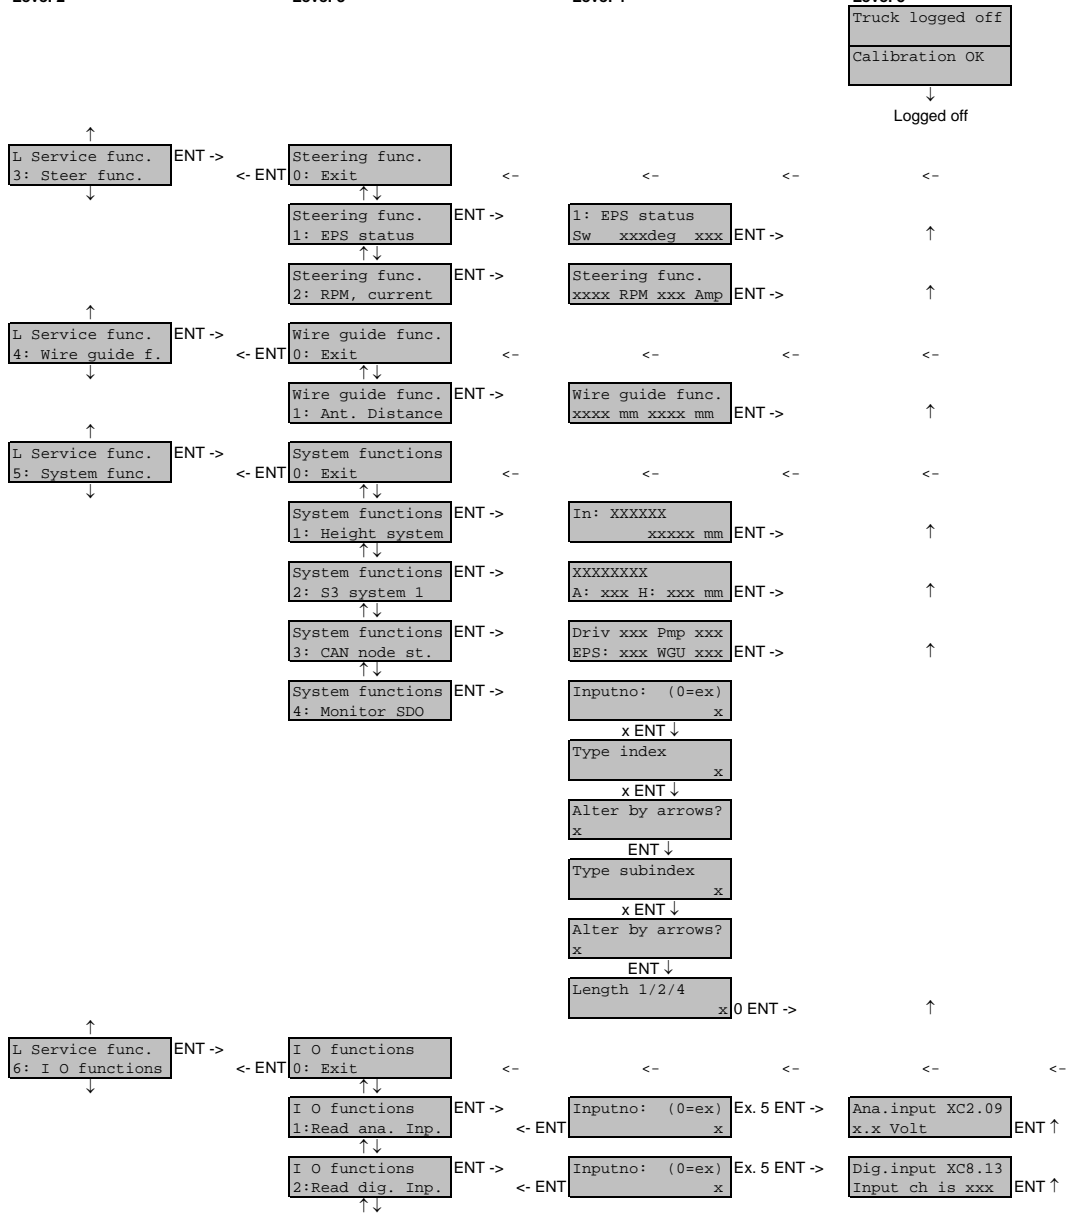 Truck logged off
Calibration OK
↓
Logged off
↑
L Service func. ENT -> Steering func.
3: Steer func. <- ENT 0: Exit <- <- <- <-
↓ ↑↓
Steering func. ENT -> 1: EPS status
1: EPS status Sw xxxdeg xxx ENT -> ↑
↑↓
Steering func. ENT -> Steering func.
2: RPM, current xxxx RPM xxx Amp ENT -> ↑
↑
L Service func. ENT -> Wire guide func.
4: Wire guide f. <- ENT 0: Exit <- <- <- <-
↓ ↑↓
Wire guide func. ENT -> Wire guide func.
1: Ant. Distance xxxx mm xxxx mm ENT -> ↑
↑
L Service func. ENT -> System functions
5: System func. <- ENT 0: Exit <- <- <- <-
↓ ↑↓
System functions ENT -> In: XXXXXX
1: Height system xxxxx mm ENT -> ↑
↑↓
System functions ENT -> XXXXXXXX
2: S3 system 1 A: xxx H: xxx mm ENT -> ↑
↑↓
System functions ENT -> Driv xxx Pmp xxx
3: CAN node st. EPS: xxx WGU xxx ENT -> ↑
↑↓
System functions ENT -> Inputno: (0=ex)
4: Monitor SDO x
x ENT ↓
Type index
x
x ENT ↓
Alter by arrows?
x
ENT ↓
Type subindex
x
x ENT ↓
Alter by arrows?
x
ENT ↓
Length 1/2/4
x 0 ENT -> ↑
↑
L Service func. ENT -> I O functions
6: I O functions <- ENT 0: Exit <- <- <- <- <-
↓ ↑↓
I O functions ENT -> Inputno: (0=ex) Ex. 5 ENT -> Ana.input XC2.09
1:Read ana. Inp. <- ENT x x.x Volt ENT ↑
↑↓
I O functions ENT -> Inputno: (0=ex) Ex. 5 ENT -> Dig.input XC8.13
2:Read dig. Inp. <- ENT x Input ch is xxx ENT ↑
↑↓